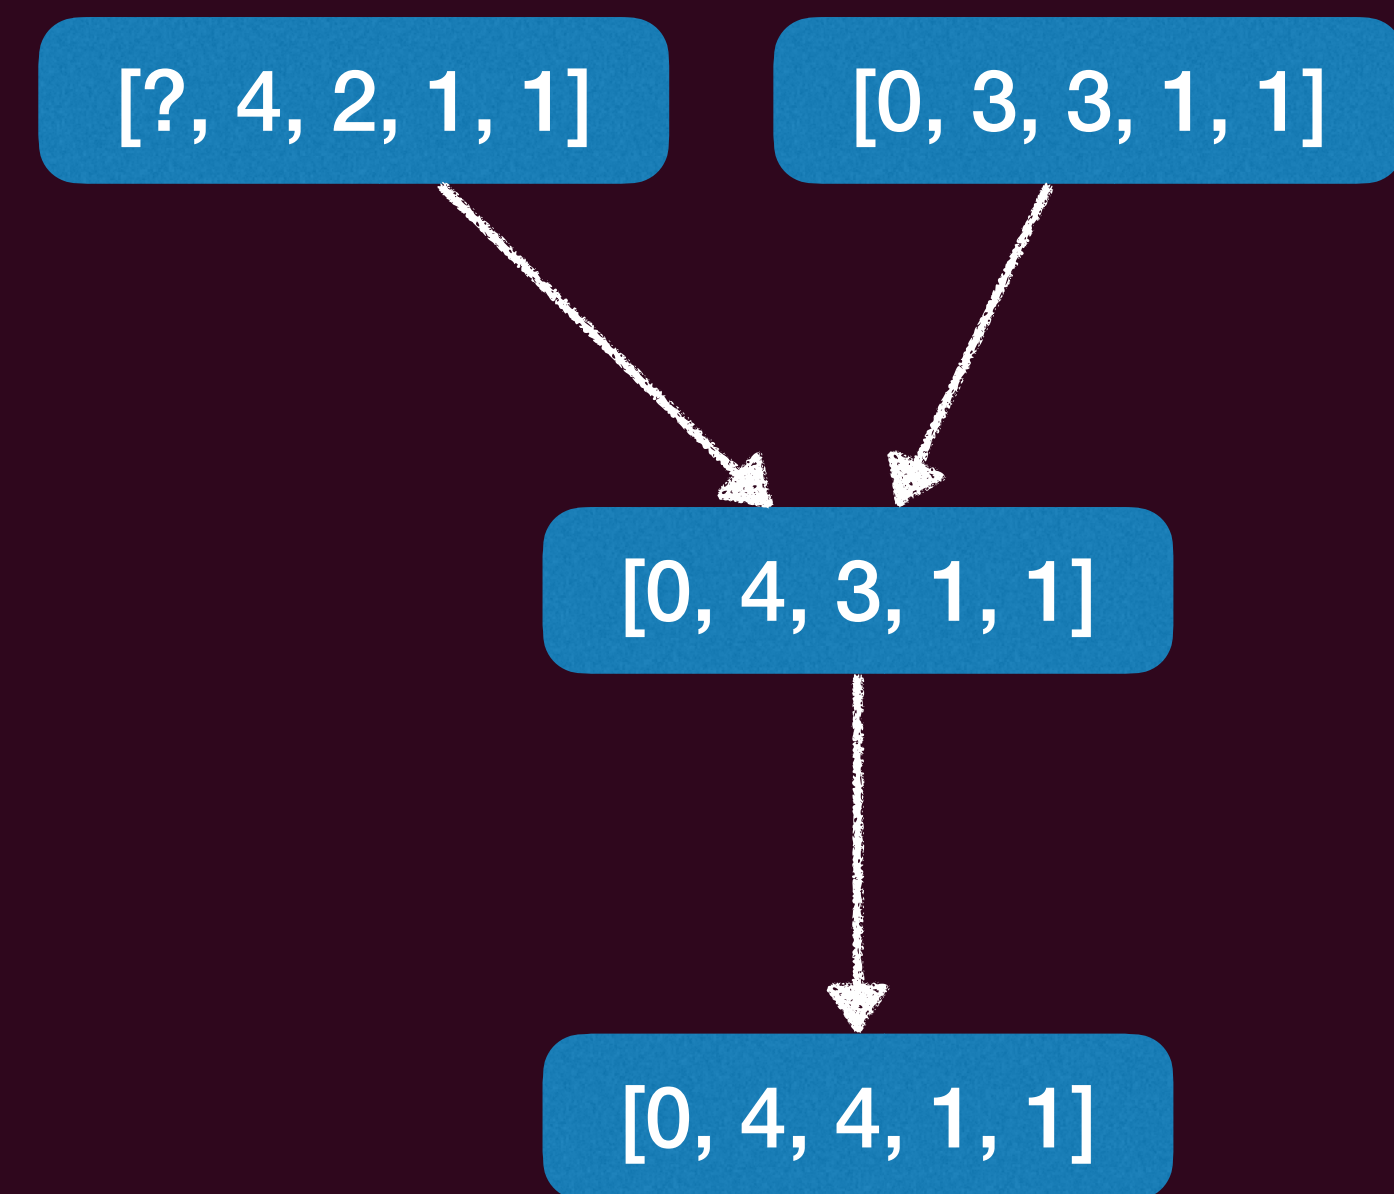 [?, 4, 2, 1, 1]
[0, 3, 3, 1, 1]
[0, 4, 3, 1, 1]
[0, 4, 4, 1, 1]